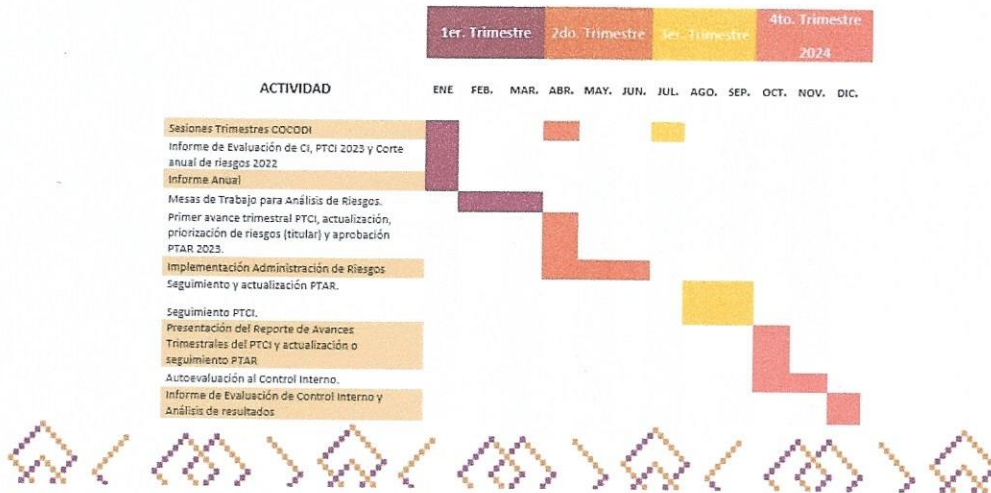 1er. Trimestre 2do. Trimestre 3er. Trimestre 4to. Trimestre
2024
ACTIVIDAD ENE FEB. MAR. ABR. MAY. JUN. JUL. AGO. SEP. OCT. NOV. DIC.
Sesiones Trimestres COCODI
Informe de Evaluación de CI, PTCI 2023 y Corte
anual de riesgos 2022
Informe Anual
Mesas de Trabajo para Análisis de Riesgos.
Primer avance trimestral PTCI, actualización,
priorización de riesgos (titular) y aprobación
PTAR 2023.
Implementación Administración de Riesgos
Seguimiento y actualización PTAR.
Seguimiento PTCI.
Presentación del Reporte de Avances
Trimestrales del PTCI y actualización o
seguimiento PTAR
Autoevaluación al Control Interno.
Informe de Evaluación de Control Interno y
Análisis de resultados